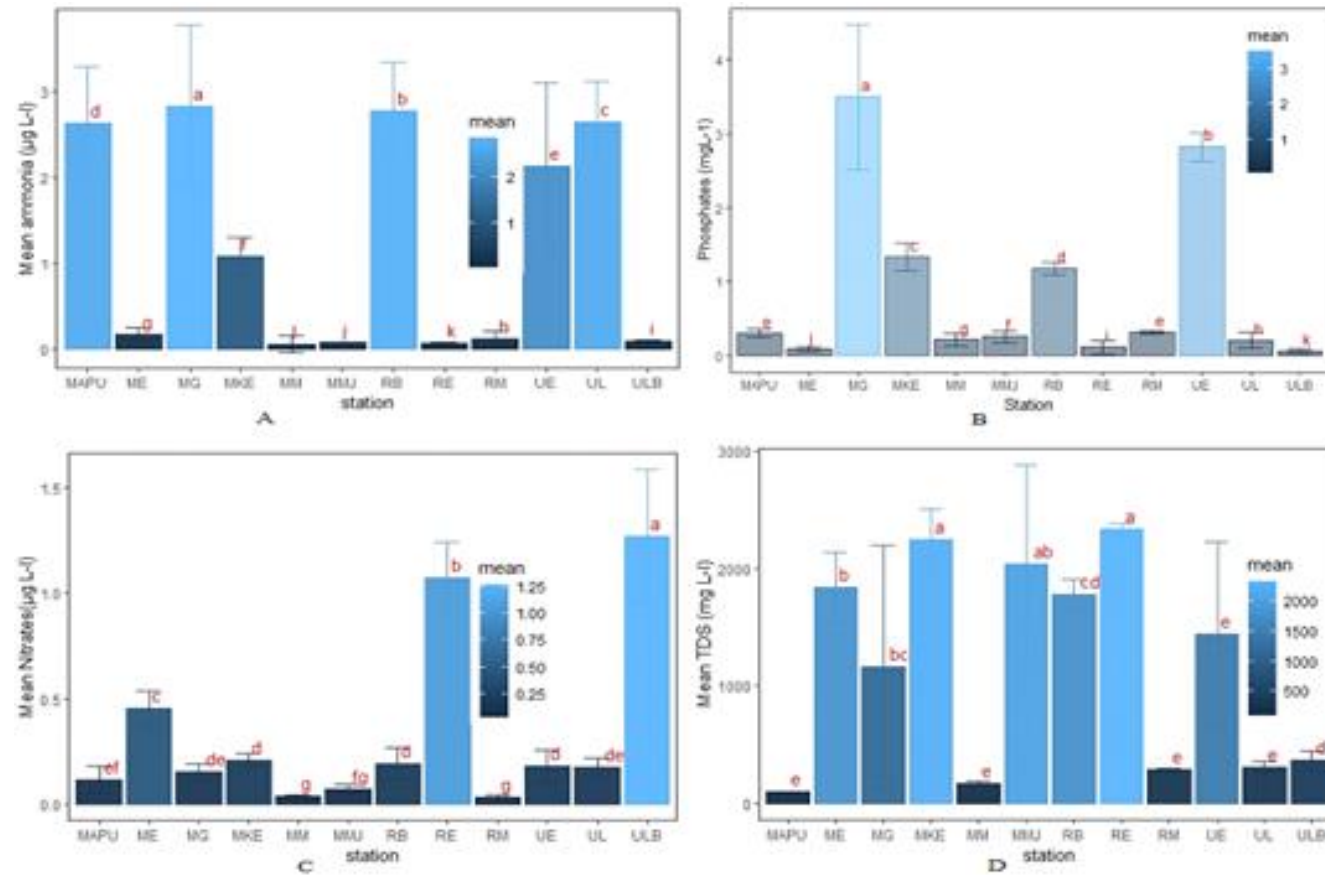 Mean ammonia (µg L-l)
3
2
1
0
d
g
a
f
b
k
h
e
c
i
mean
2
1
MAPU ME MG MKE MM MMJ RB RE RM UE UL ULB
station
A
Phosphates (mgL-1)
4
3
2
1
0
e
a
c
d
e
b
h
k
mean
3
2
1
MAPU ME MG MKE MM MMJ RB RE RM UE UL ULB
Station
B
Mean Nitrates(µg L-l)
1.5
1.0
0.5
0.0
ef
c
de
d
g
fg
d
b
g
d
de
a
mean
1.25
1.00
0.75
0.50
0.25
MAPU ME MG MKE MM MMJ RB RE RM UE UL ULB
station
C
Mean TDS (mg L-l)
3000
2000
1000
0
e
b
bc
a
e
ab
cd
a
e
e
e
d
mean
2000
1500
1000
500
MAPU ME MG MKE MM MMJ RB RE RM UE UL ULB
station
D